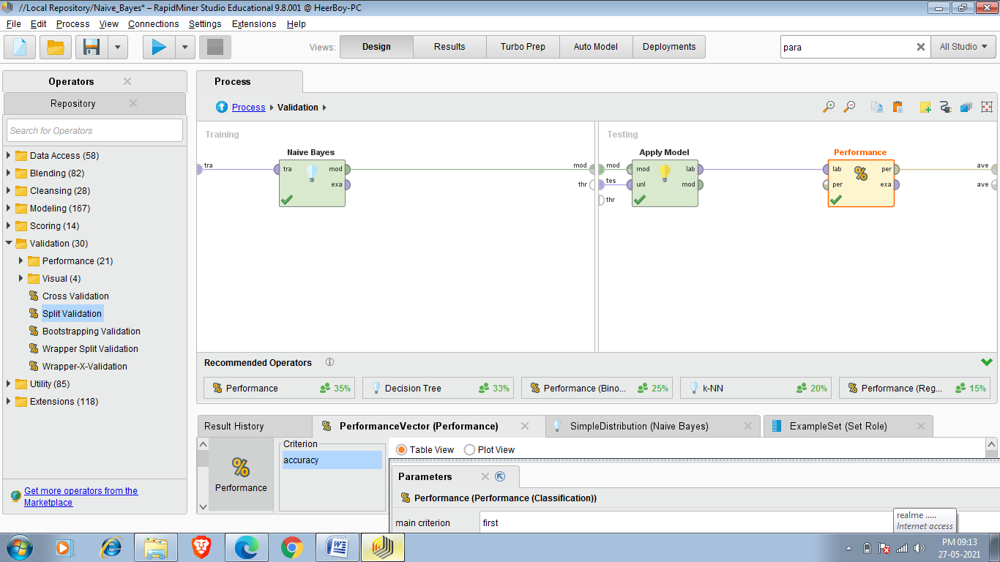 //Local Repository/Naive_Bayes* – RapidMiner Studio Educational 9.8.001 @ HeerBoy-PC
File Edit Process View Connections Settings Extensions Help
Views: Design Results Turbo Prep Auto Model Deployments para All Studio
Operators
Repository
Search for Operators
Data Access (58)
Blending (82)
Cleansing (28)
Modeling (167)
Scoring (14)
Validation (30)
Performance (21)
Visual (4)
Cross Validation
Split Validation
Bootstrapping Validation
Wrapper Split Validation
Wrapper-X-Validation
Utility (85)
Extensions (118)
Get more operators from the
Marketplace
Process
Process Validation
Training
tra
Naive Bayes
tra mod
exa
mod
thr
Testing
mod
tes
thr
Apply Model
mod lab
unl mod
Performance
lab per
per exa
ave
ave
Recommended Operators
Performance 35%
Decision Tree 33%
Performance (Bino... 25%
k-NN 20%
Performance (Reg... 15%
Result History PerformanceVector (Performance) SimpleDistribution (Naive Bayes) ExampleSet (Set Role)
Performance
Criterion
accuracy
Table View Plot View
Parameters
Performance (Performance (Classification))
main criterion first
realme .....
Internet access
PM 09:13
27-05-2021